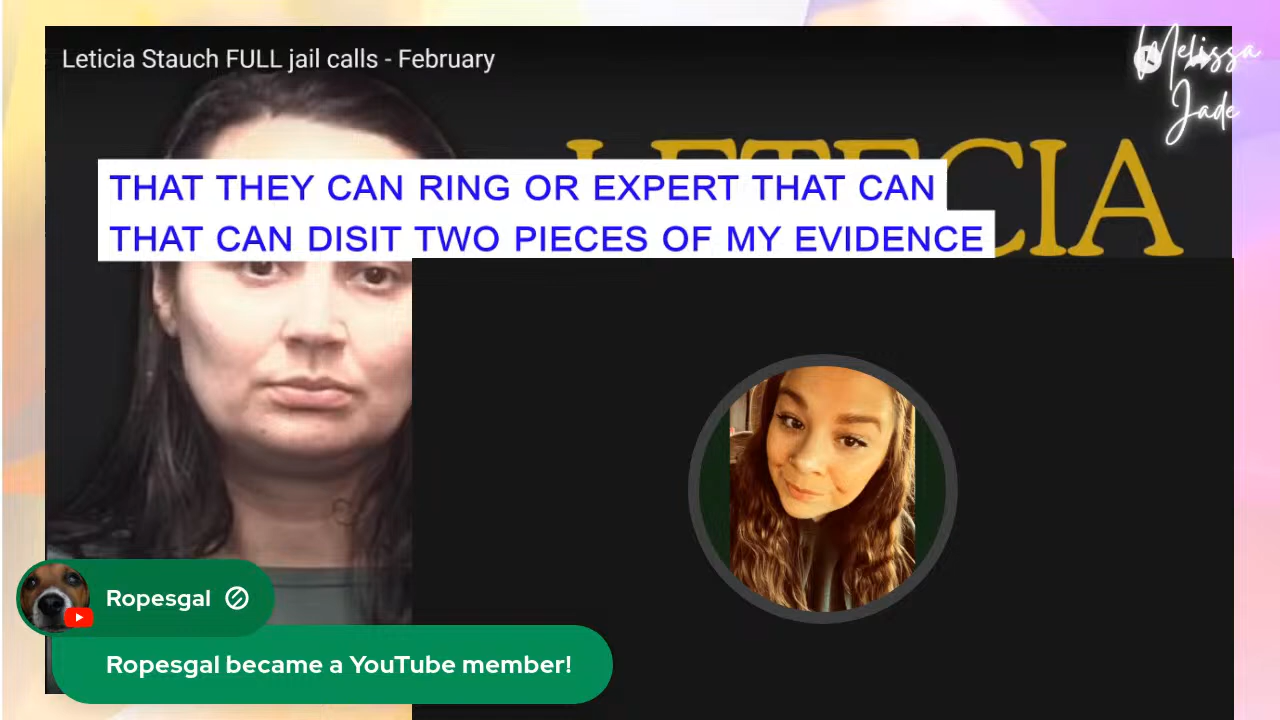 Leticia Stauch FULL jail calls - February
Melissa
Jade
LETECIA
THAT THEY CAN RING OR EXPERT THAT CAN
THAT CAN DISIT TWO PIECES OF MY EVIDENCE
Ropesgal
Ropesgal became a YouTube member!